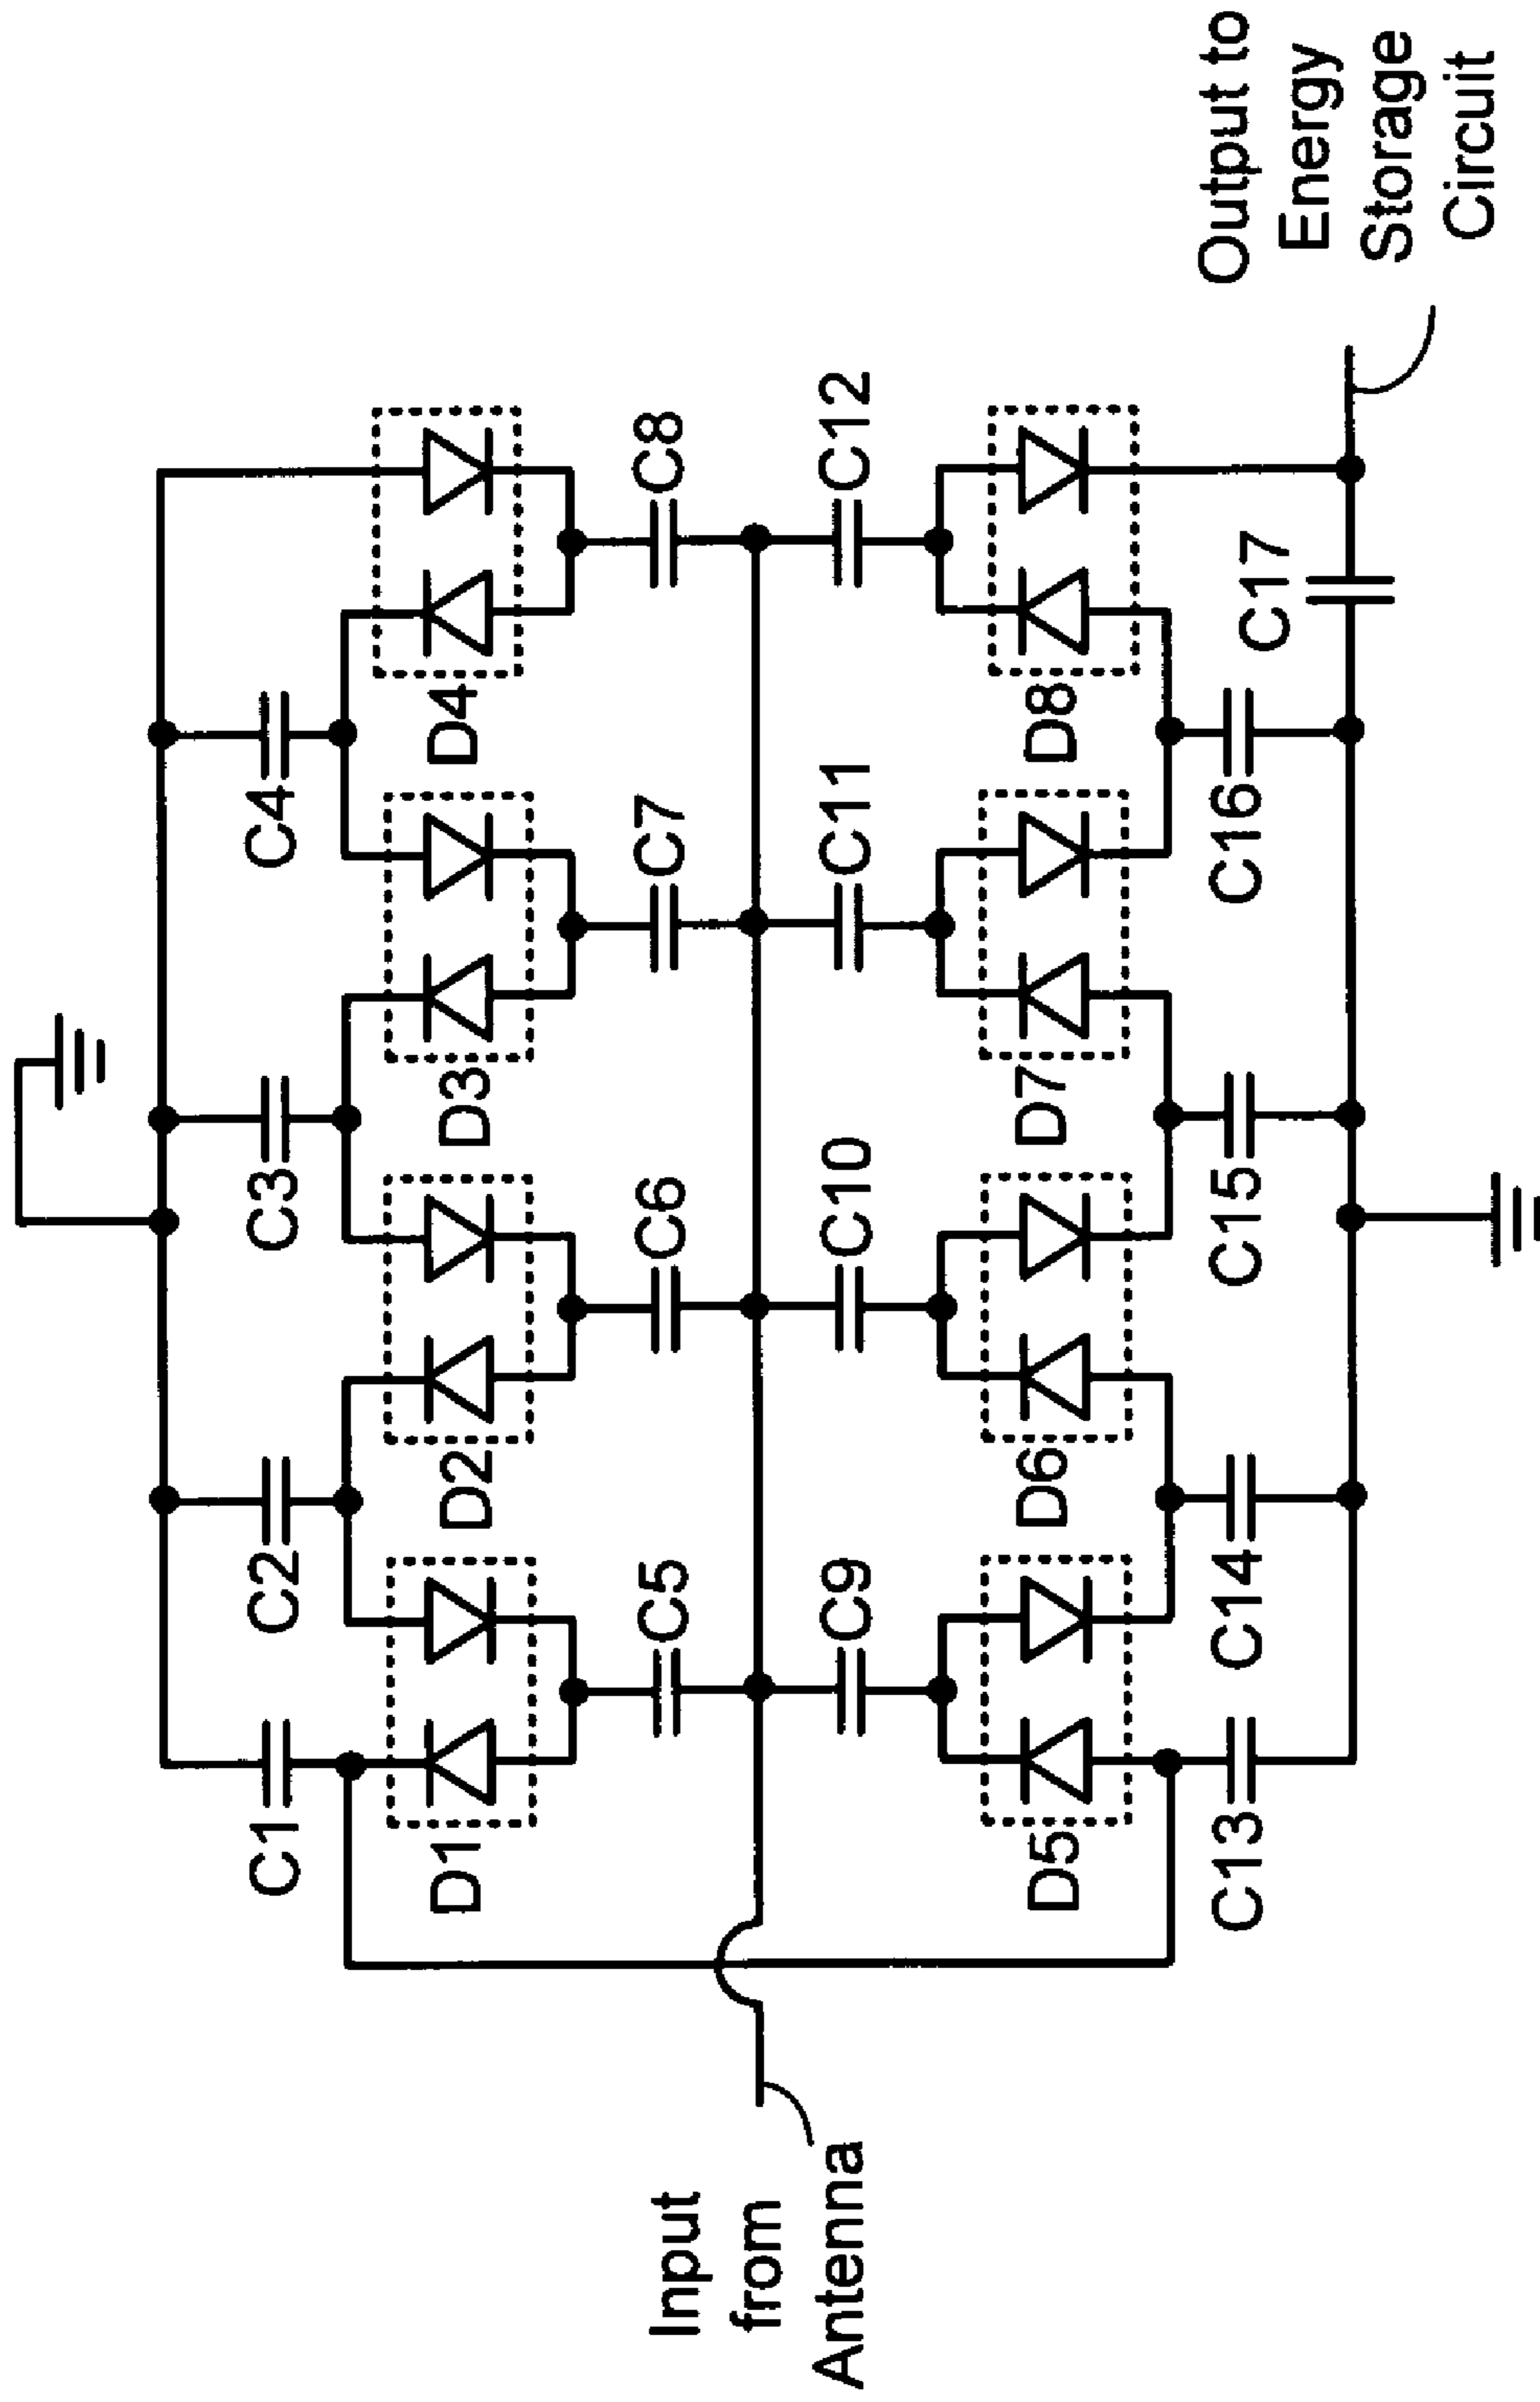 C1
C2
C3
C4
D1
D2
D3
D4
C5
C6
C7
C8
Input
from
Antenna
C9
C10
C11
C12
D5
D6
D7
D8
C13
C14
C15
C16
C17
Output to
Energy
Storage
Circuit